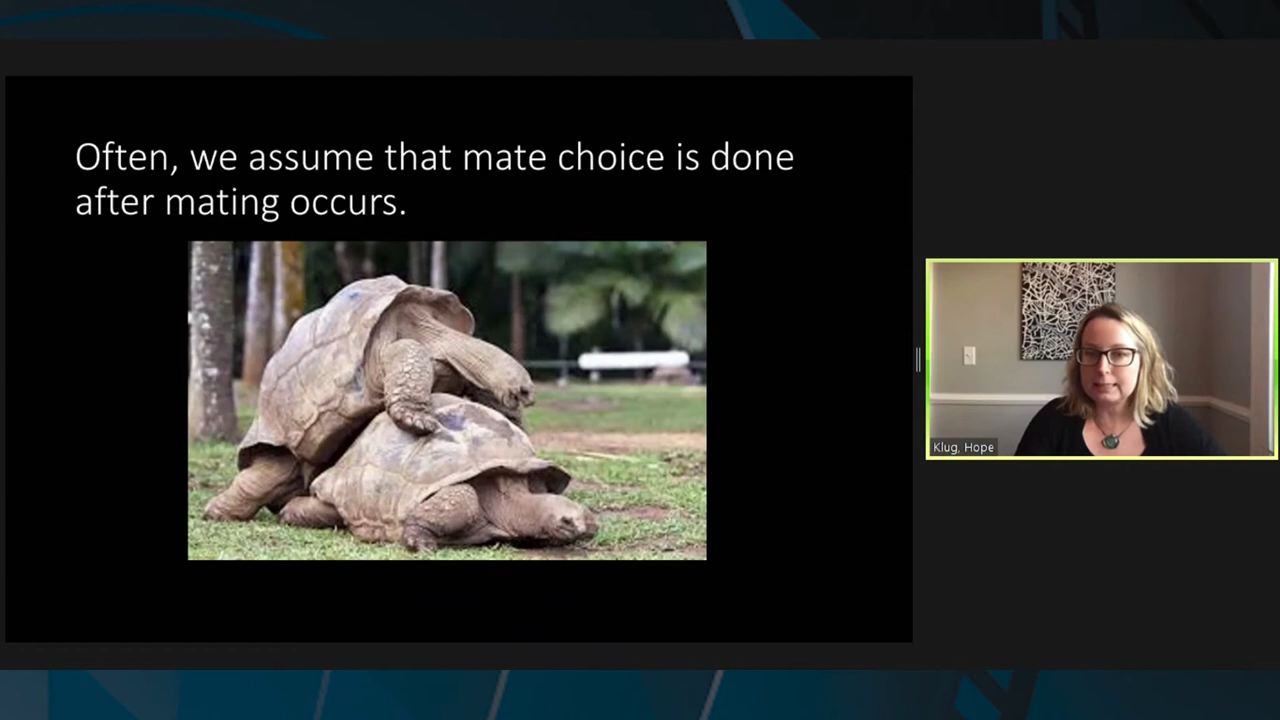 Often, we assume that mate choice is done
after mating occurs.
Klug, Hope